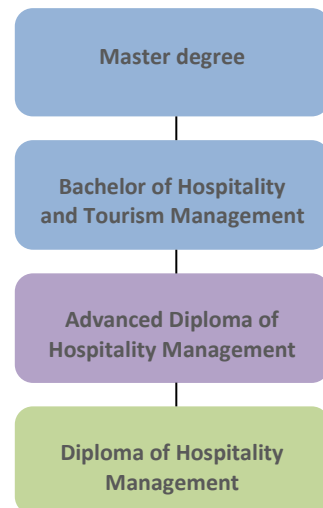 Master degree
Bachelor of Hospitality
and Tourism Management
Advanced Diploma of
Hospitality Management
Diploma of Hospitality
Management